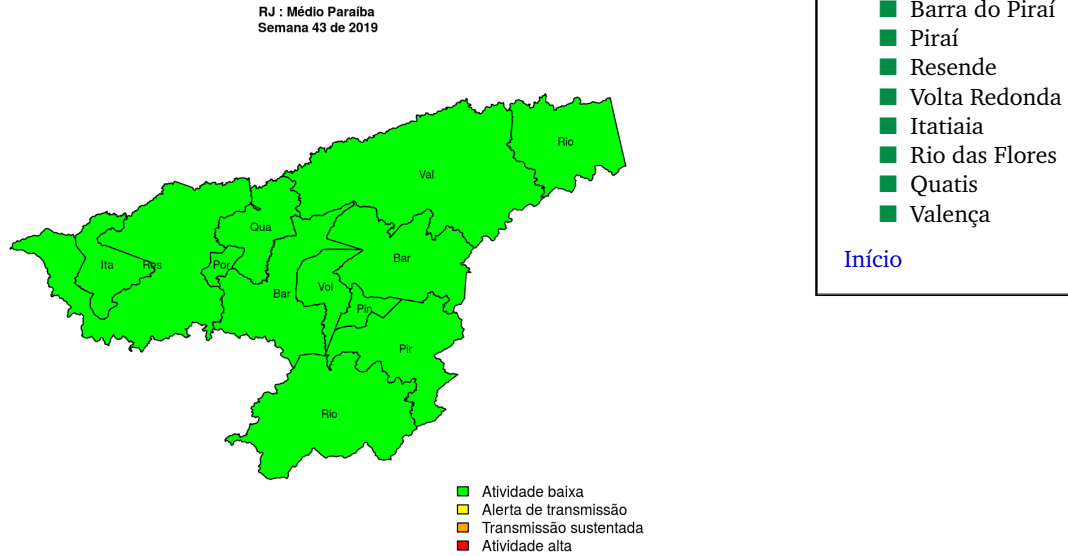 RJ : Médio Paraíba
Semana 43 de 2019
Rio
Val
Qua
Ita
Res
Por
Bar
Bar
Vol
Pin
Pir
Rio
Atividade baixa
Alerta de transmissão
Transmissão sustentada
Atividade alta
Barra do Piraí
Piraí
Resende
Volta Redonda
Itatiaia
Rio das Flores
Quatis
Valença
Início